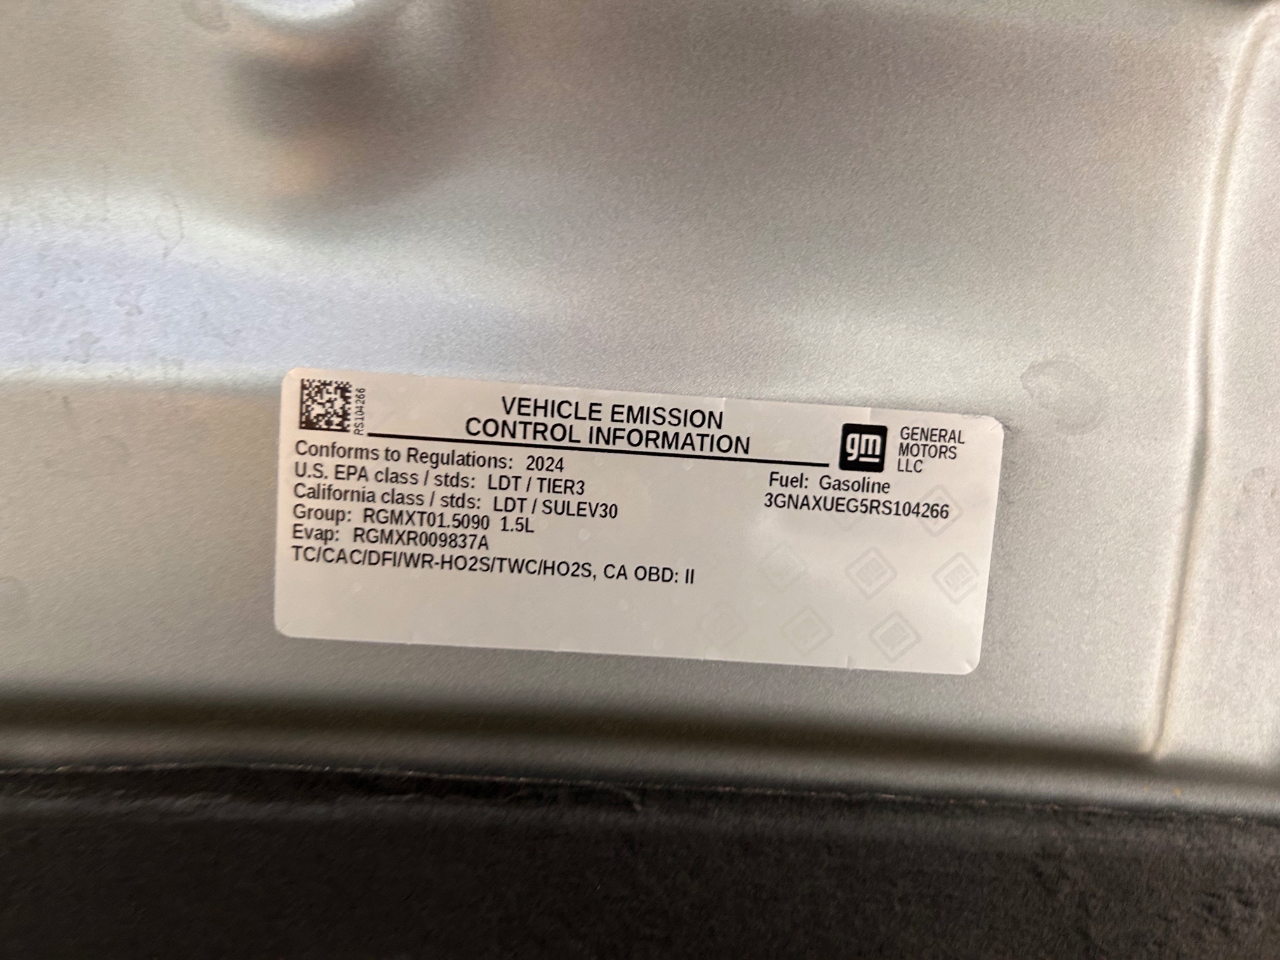 RS104266
VEHICLE EMISSION
CONTROL INFORMATION
gm
GENERAL
MOTORS
LLC
Conforms to Regulations: 2024
U.S. EPA class / stds: LDT / TIER3
California class / stds: LDT / SULEV30
Group: RGMXT01.5090 1.5L
Evap: RGMXR009837A
TC/CAC/DFI/WR-HO2S/TWC/HO2S, CA OBD: II
Fuel: Gasoline
3GNAXUEG5RS104266